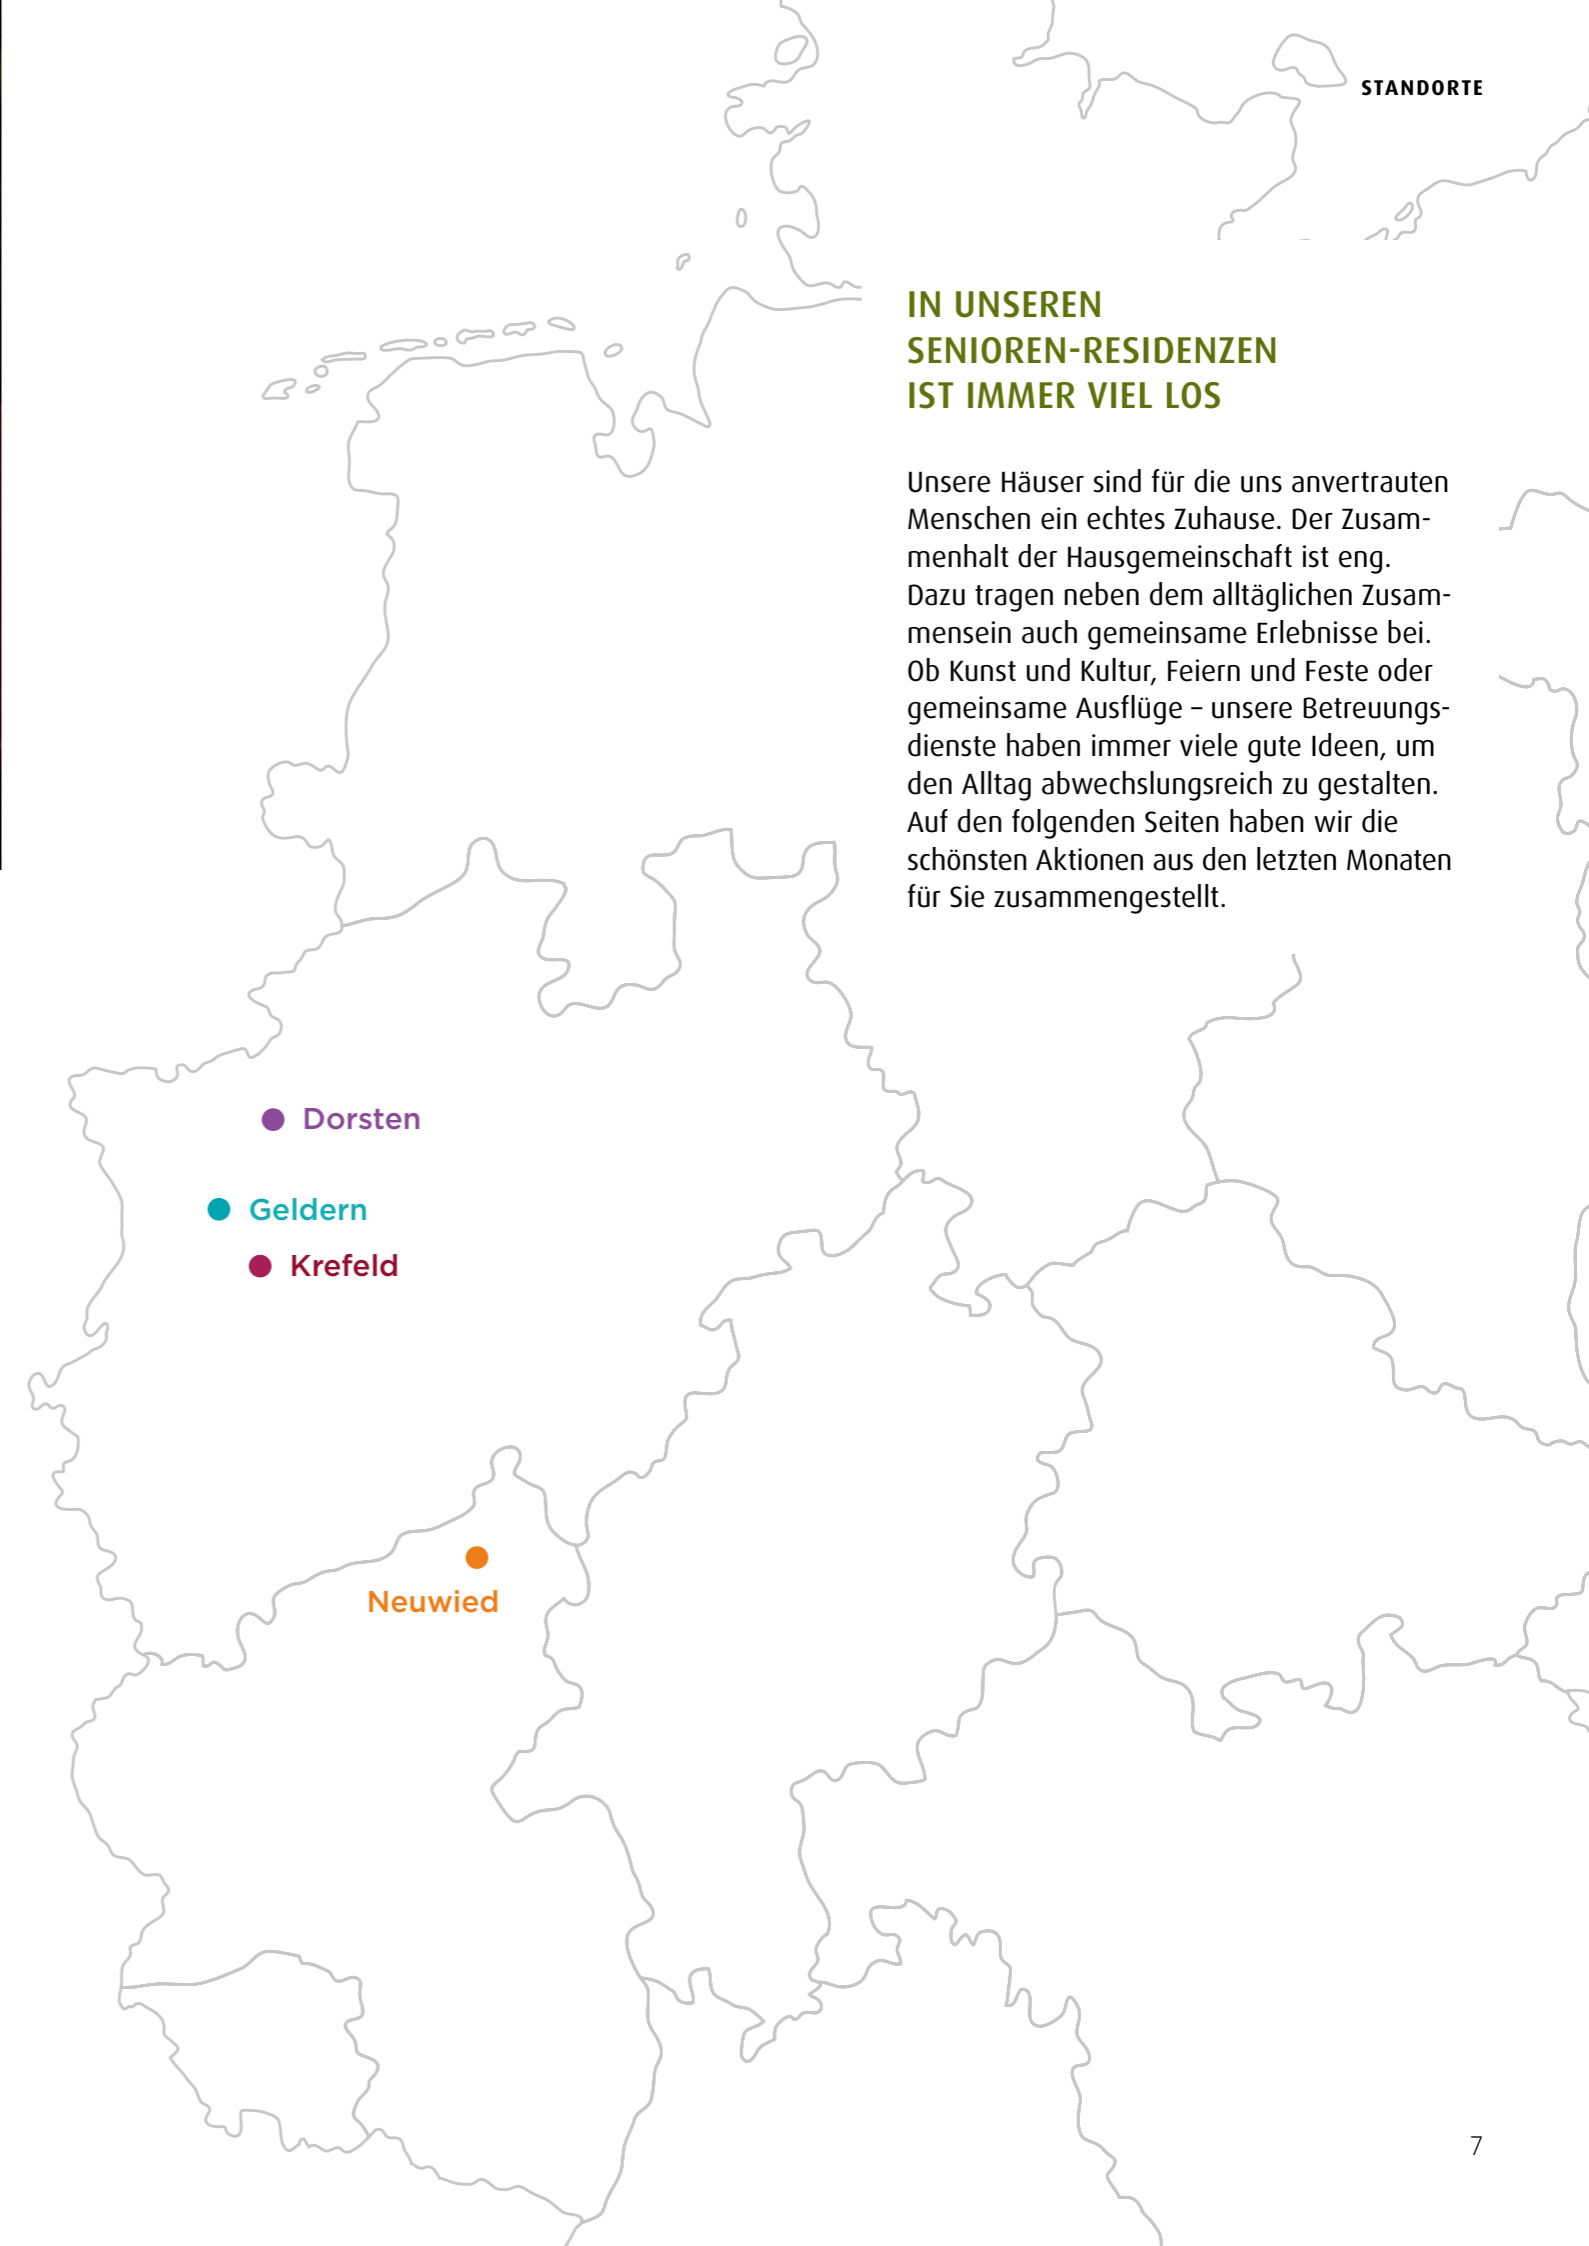 STANDORTE
IN UNSEREN
SENIOREN-RESIDENZEN
IST IMMER VIEL LOS
Unsere Häuser sind für die uns anvertrauten
Menschen ein echtes Zuhause. Der Zusam-
menhalt der Hausgemeinschaft ist eng.
Dazu tragen neben dem alltäglichen Zusam-
mensein auch gemeinsame Erlebnisse bei.
Ob Kunst und Kultur, Feiern und Feste oder
gemeinsame Ausflüge – unsere Betreuungs-
dienste haben immer viele gute Ideen, um
den Alltag abwechslungsreich zu gestalten.
Auf den folgenden Seiten haben wir die
schönsten Aktionen aus den letzten Monaten
für Sie zusammengestellt.
Dorsten
Geldern
Krefeld
Neuwied
7